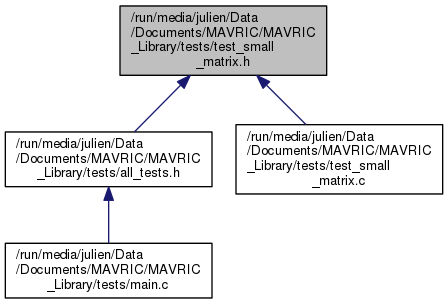 /run/media/julien/Data
/Documents/MAVRIC/MAVRIC
_Library/tests/test_small
_matrix.h
/run/media/julien/Data
/Documents/MAVRIC/MAVRIC
_Library/tests/all_tests.h
/run/media/julien/Data
/Documents/MAVRIC/MAVRIC
_Library/tests/test_small
_matrix.c
/run/media/julien/Data
/Documents/MAVRIC/MAVRIC
_Library/tests/main.c